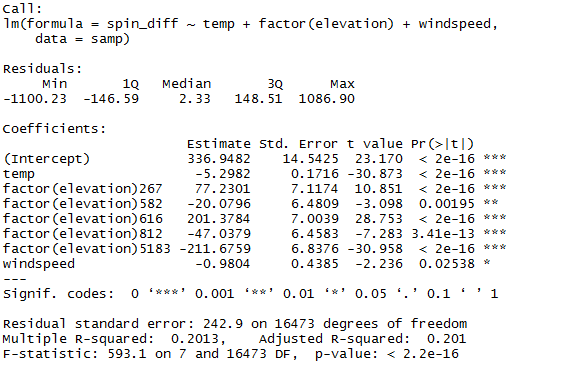 Call:
lm(formula = spin_diff ~ temp + factor(elevation) + windspeed,
    data = samp)

Residuals:
     Min       1Q   Median       3Q      Max
-1100.23  -146.59     2.33   148.51  1086.90

Coefficients:
                       Estimate Std. Error t value Pr(>|t|)
(Intercept)            336.9482    14.5425  23.170  < 2e-16 ***
temp                    -5.2982     0.1716 -30.873  < 2e-16 ***
factor(elevation)267    77.2301     7.1174  10.851  < 2e-16 ***
factor(elevation)582   -20.0796     6.4809  -3.098  0.00195 **
factor(elevation)616   201.3784     7.0039  28.753  < 2e-16 ***
factor(elevation)812   -47.0379     6.4583  -7.283 3.41e-13 ***
factor(elevation)5183 -211.6759     6.8376 -30.958  < 2e-16 ***
windspeed               -0.9804     0.4385  -2.236  0.02538 *
---
Signif. codes:  0 ‘***’ 0.001 ‘**’ 0.01 ‘*’ 0.05 ‘.’ 0.1 ‘ ’ 1

Residual standard error: 242.9 on 16473 degrees of freedom
Multiple R-squared:  0.2013,    Adjusted R-squared:  0.201
F-statistic: 593.1 on 7 and 16473 DF,  p-value: < 2.2e-16